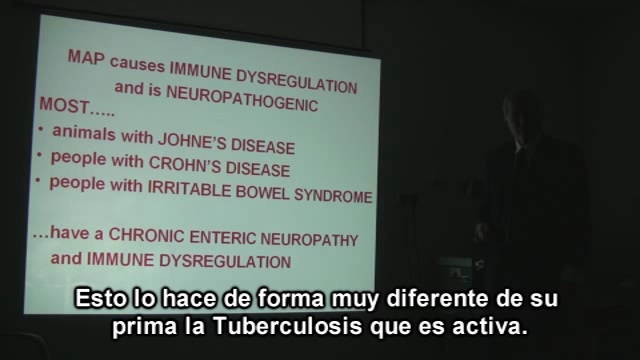 MAP causes IMMUNE DYSREGULATION
and is NEUROPATHOGENIC
MOST.....
• animals with JOHNE'S DISEASE
• people with CROHN'S DISEASE
• people with IRRITABLE BOWEL SYNDROME
...have a CHRONIC ENTERIC NEUROPATHY
and IMMUNE DYSREGULATION
Esto lo hace de forma muy diferente de su
prima la Tuberculosis que es activa.